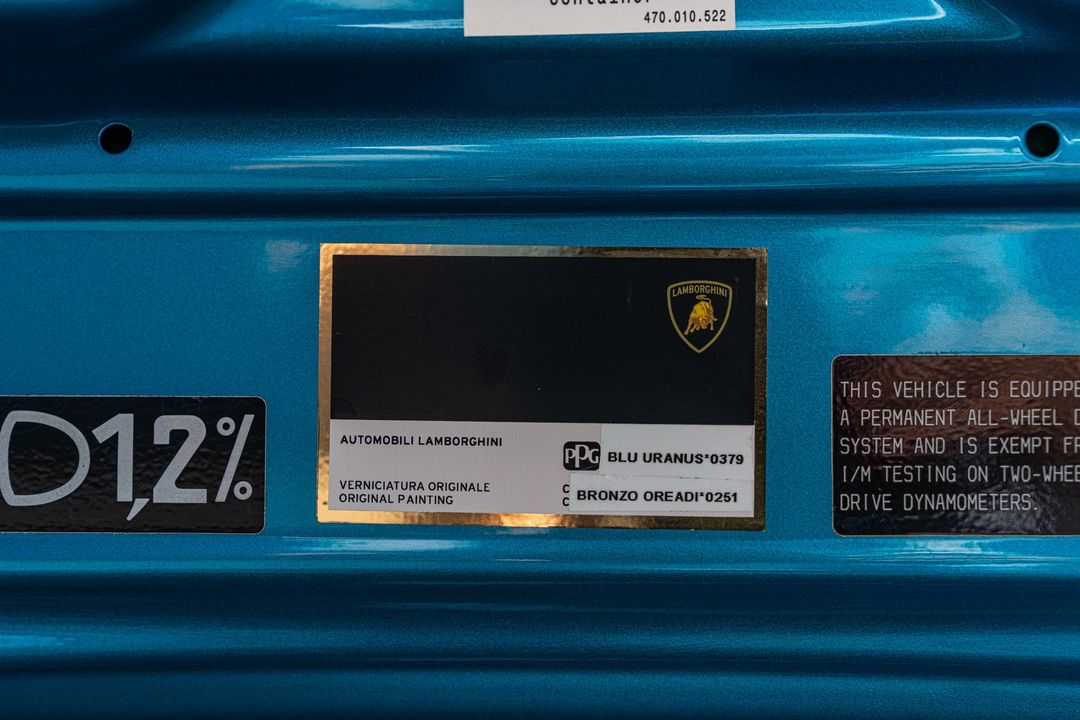 470.010.522
LAMBORGHINI
AUTOMOBILI LAMBORGHINI
PPG
BLU URANUS*0379
VERNICIATURA ORIGINALE
ORIGINAL PAINTING
BRONZO OREADI*0251
1,2%
THIS VEHICLE IS EQUIPPE
A PERMANENT ALL-WHEEL D
SYSTEM AND IS EXEMPT FR
I/M TESTING ON TWO-WHEE
DRIVE DYNAMOMETERS.